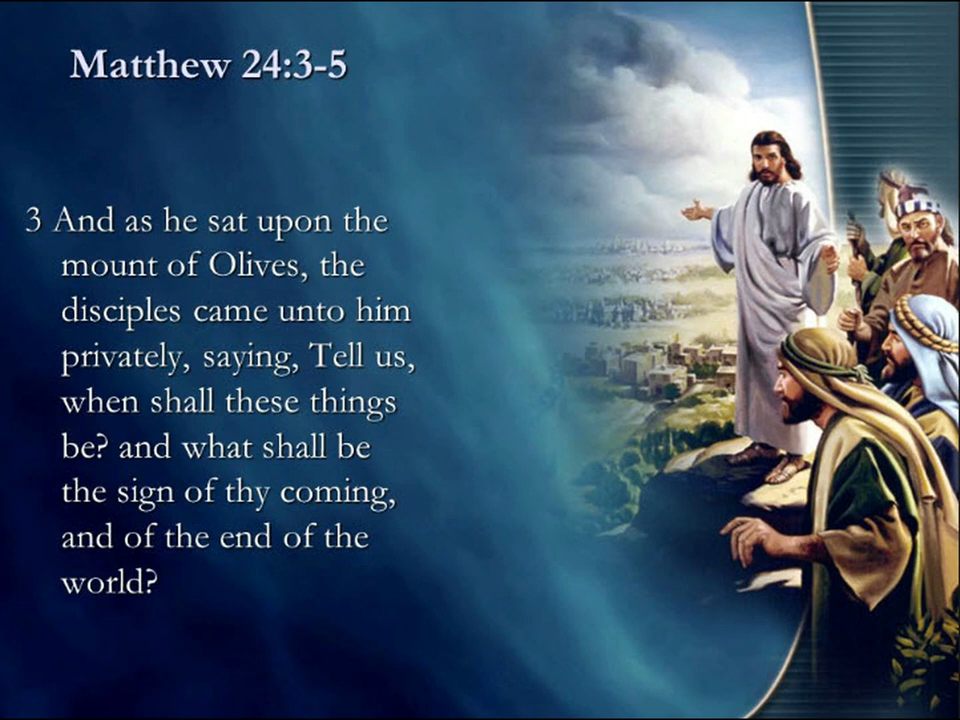 Matthew 24:3-5
3 And as he sat upon the
mount of Olives, the
disciples came unto him
privately, saying, Tell us,
when shall these things
be? and what shall be
the sign of thy coming,
and of the end of the
world?